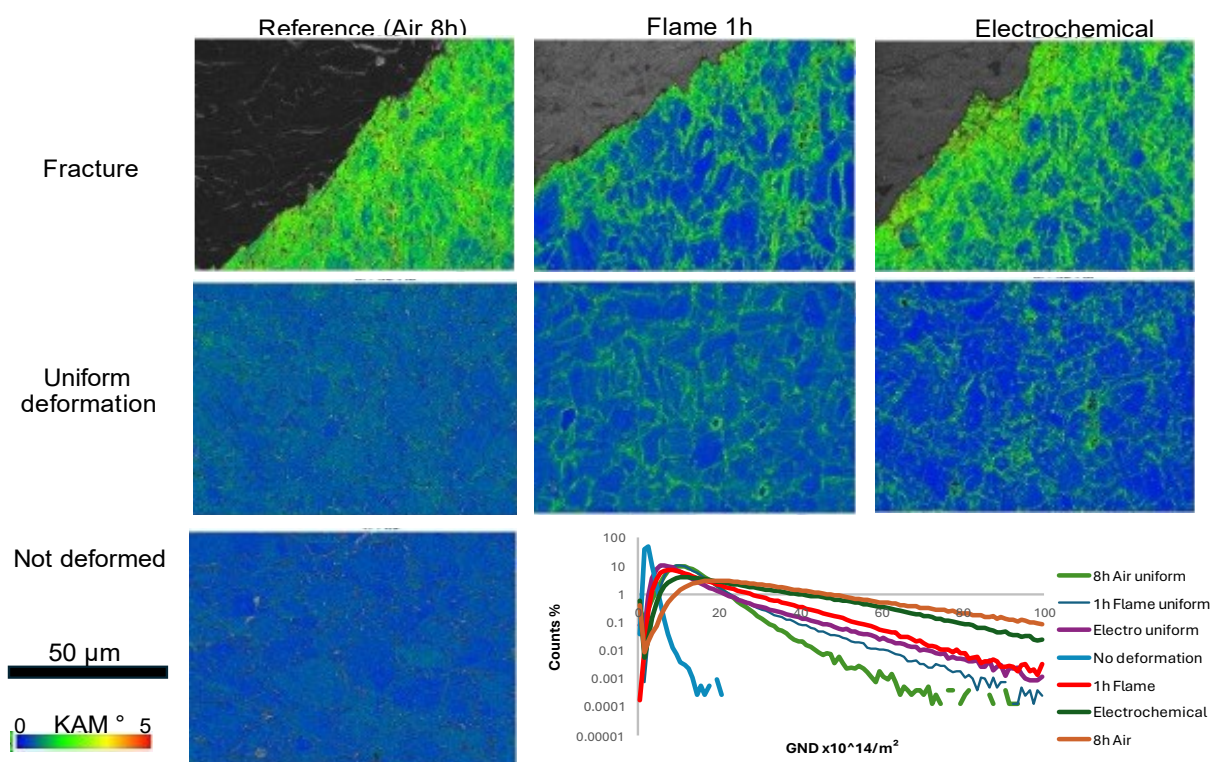 Reference (Air 8h)
Flame 1h
Electrochemical
Fracture
Uniform
deformation
Not deformed
50 µm
0 KAM ° 5
Counts %
100
10
1
0.1
0.01
0.001
0.0001
0.00001
0
20
40
60
80
100
GND x10^14/m²
8h Air uniform
1h Flame uniform
Electro uniform
No deformation
1h Flame
Electrochemical
8h Air